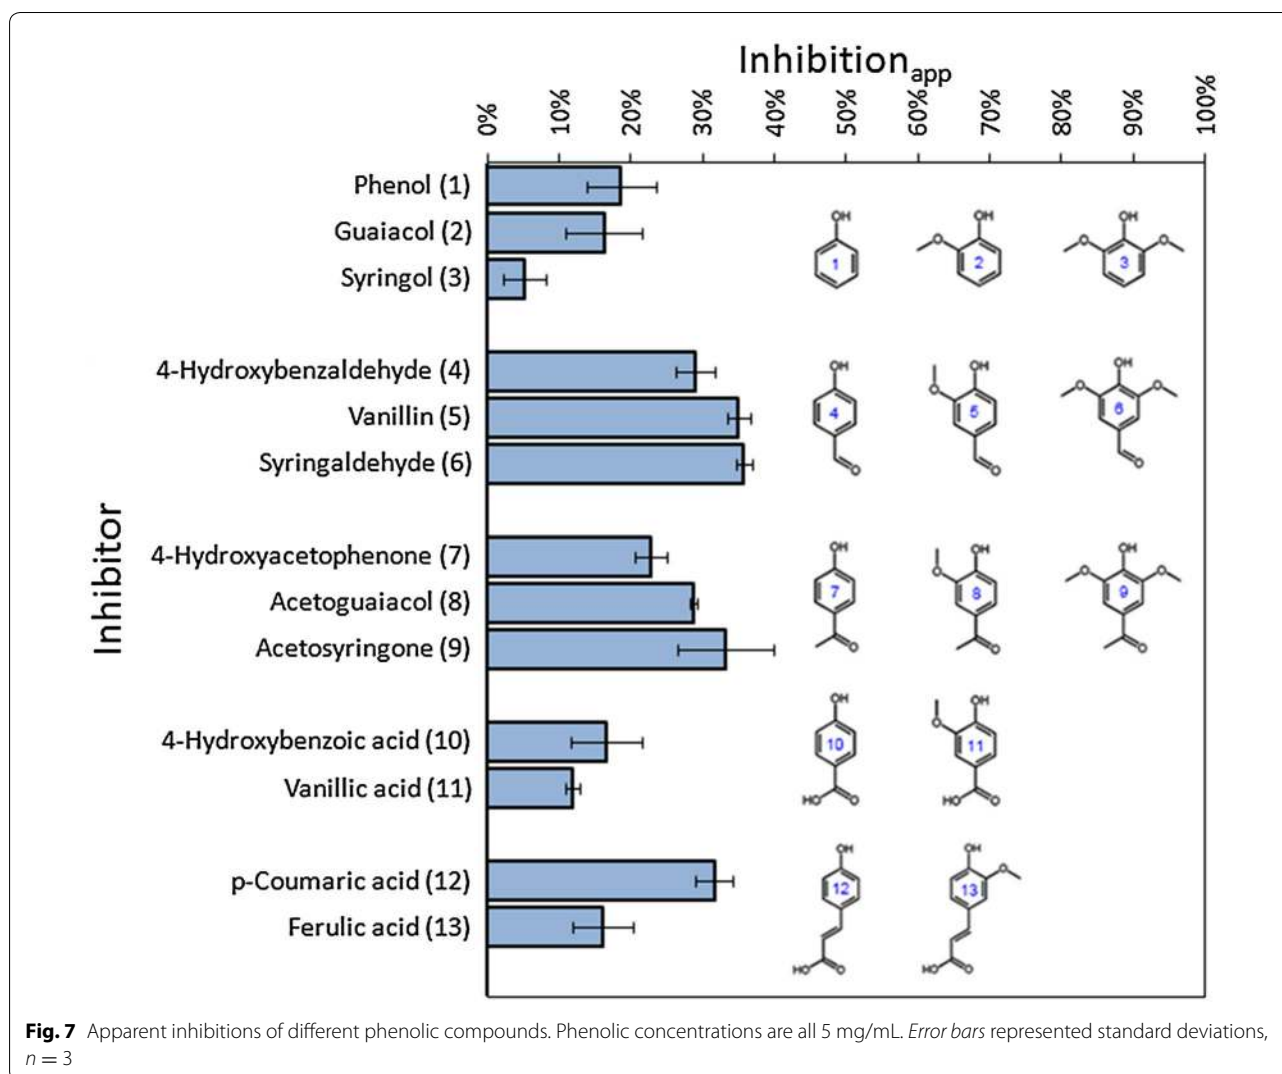 Inhibition app
0% 10% 20% 30% 40% 50% 60% 70% 80% 90% 100%
Inhibitor
Phenol (1)
Guaiacol (2)
Syringol (3)
OH OH OH
O O O
1 2 3
4-Hydroxybenzaldehyde (4)
Vanillin (5)
Syringaldehyde (6)
OH OH OH
O O O
4 5 6
O O O
4-Hydroxyacetophenone (7)
Acetoguaiacol (8)
Acetosyringone (9)
OH OH OH
O O O
7 8 9
O O O
4-Hydroxybenzoic acid (10)
Vanillic acid (11)
OH OH
O
10 11
HO O HO O
p-Coumaric acid (12)
Ferulic acid (13)
OH OH
O
12 13
HO O HO O
Fig. 7 Apparent inhibitions of different phenolic compounds. Phenolic concentrations are all 5 mg/mL. Error bars represented standard deviations,
n = 3